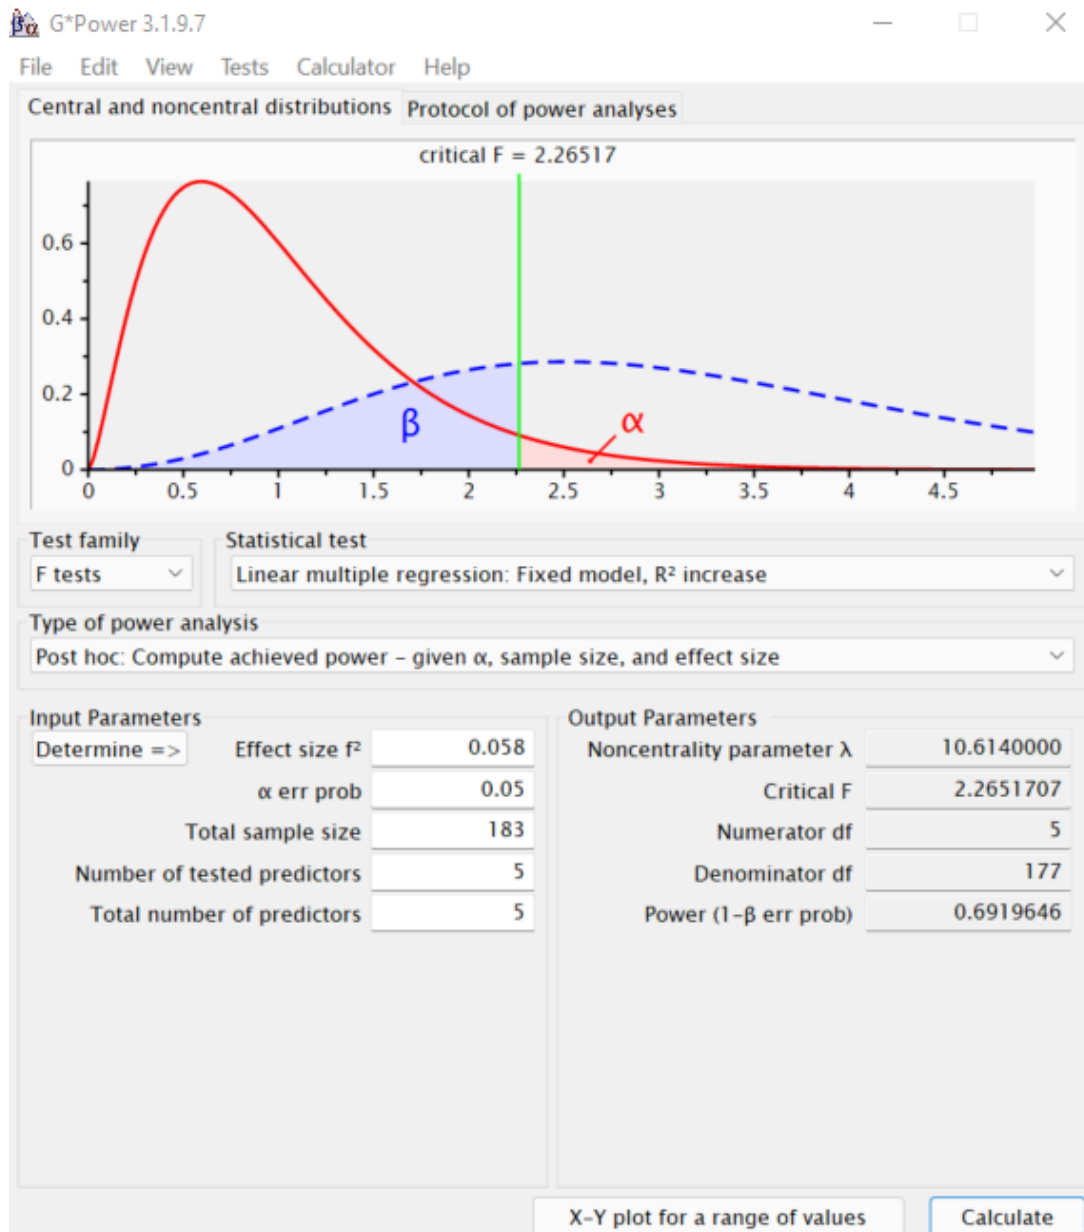 G*Power 3.1.9.7
File Edit View Tests Calculator Help
Central and noncentral distributions Protocol of power analyses
critical F = 2.26517
0.6
0.4
0.2
0
β
α
0 0.5 1 1.5 2 2.5 3 3.5 4 4.5
Test family Statistical test
F tests Linear multiple regression: Fixed model, R² increase
Type of power analysis
Post hoc: Compute achieved power – given α, sample size, and effect size
Input Parameters Output Parameters
Determine => Effect size f² 0.058 Noncentrality parameter λ 10.6140000
α err prob 0.05 Critical F 2.2651707
Total sample size 183 Numerator df 5
Number of tested predictors 5 Denominator df 177
Total number of predictors 5 Power (1-β err prob) 0.6919646
X-Y plot for a range of values Calculate